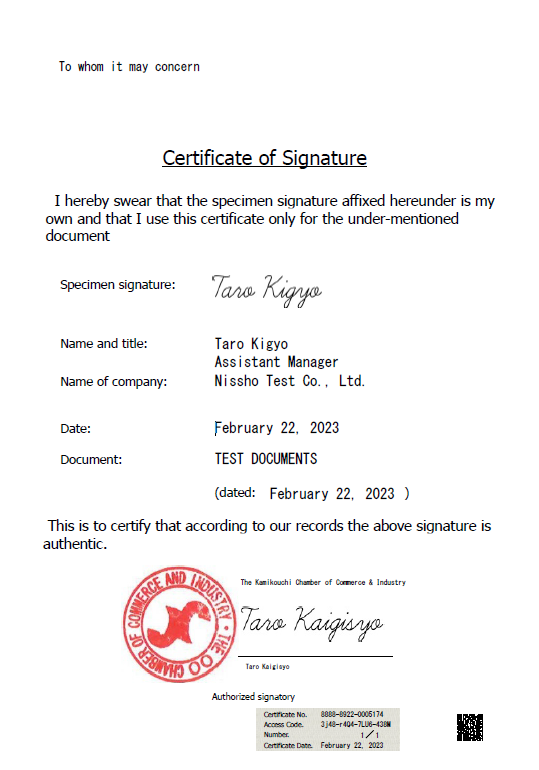 To whom it may concern
Certificate of Signature
I hereby swear that the specimen signature affixed hereunder is my
own and that I use this certificate only for the under-mentioned
document
Specimen signature: Taro Kigyo
Name and title: Taro Kigyo
Assistant Manager
Name of company: Nissho Test Co., Ltd.
Date: February 22, 2023
Document: TEST DOCUMENTS
(dated: February 22, 2023 )
This is to certify that according to our records the above signature is
authentic.
THE OO CHAMBER OF COMMERCE AND INDUSTRY
The Kamikouchi Chamber of Commerce & Industry
Taro Kaigisyo
Taro Kaigisyo
Authorized signatory
Certificate No. 8888-8922-0005174
Access Code. 3j48-r4Q4-7LU6-438W
Number. 1/1
Certificate Date. February 22, 2023